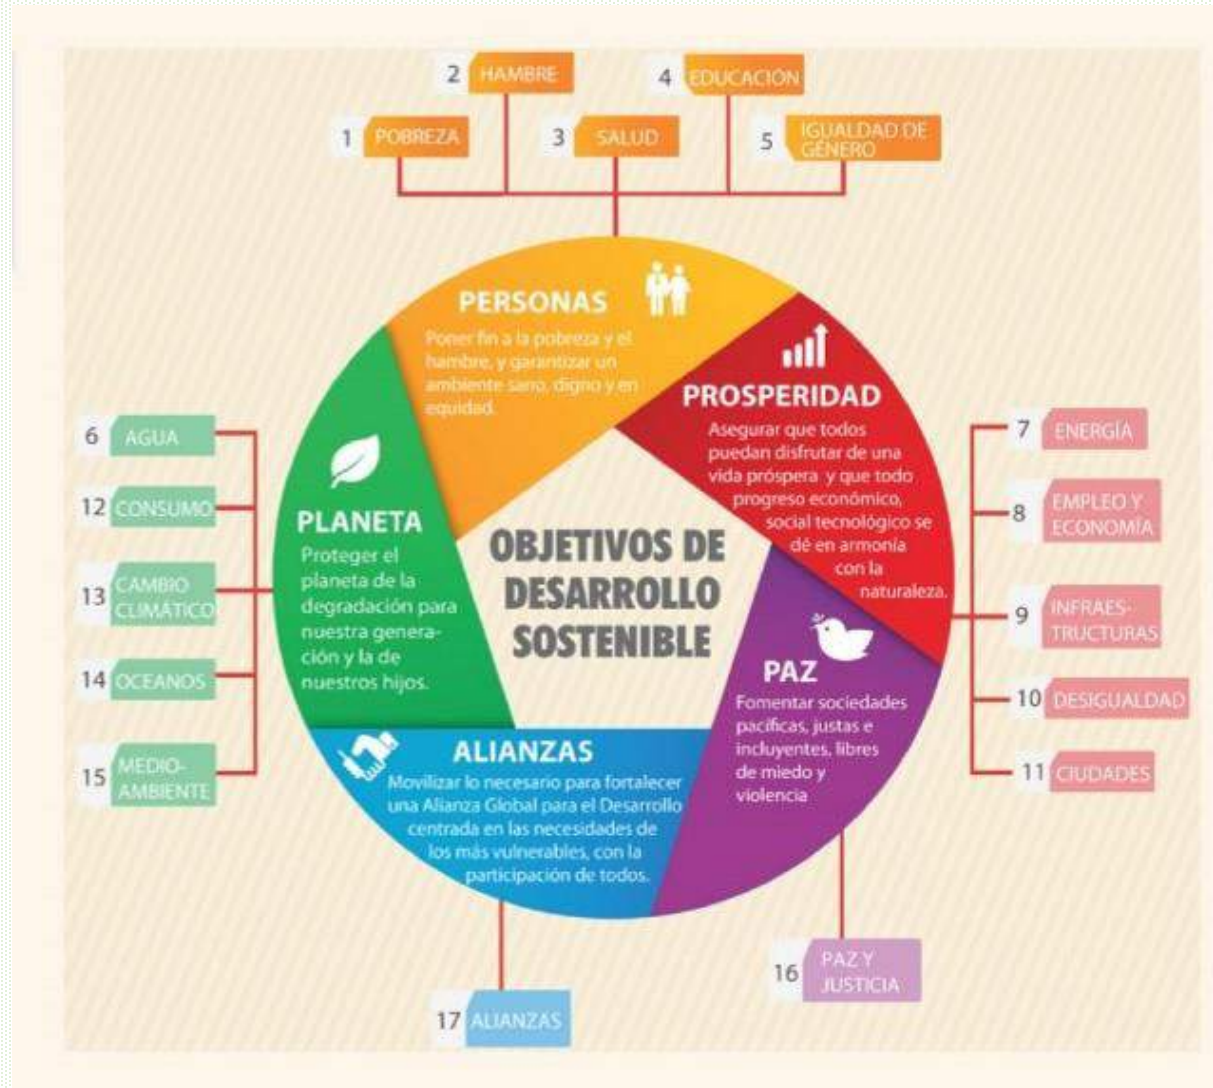 2 HAMBRE
4 EDUCACIÓN
1 POBREZA
3 SALUD
5 IGUALDAD DE
GÉNERO
PERSONAS
Poner fin a la pobreza y el
hambre, y garantizar un
ambiente sano, digno y en
equidad.
PROSPERIDAD
Asegurar que todos
puedan disfrutar de una
vida próspera y que todo
progreso económico,
social tecnológico se
dé en armonía
con la
naturaleza.
6 AGUA
12 CONSUMO
13 CAMBIO
CLIMÁTICO
14 OCEANOS
15 MEDIO-
AMBIENTE
PLANETA
Proteger el
planeta de la
degradación para
nuestra genera-
ción y la de
nuestros hijos.
OBJETIVOS DE
DESARROLLO
SOSTENIBLE
7 ENERGÍA
8 EMPLEO Y
ECONOMÍA
9 INFRAES-
TRUCTURAS
10 DESIGUALDAD
11 CIUDADES
PAZ
Fomentar sociedades
pacíficas, justas e
incluyentes, libres
de miedo y
violencia
ALIANZAS
Movilizar lo necesario para fortalecer
una Alianza Global para el Desarrollo
centrada en las necesidades de
los más vulnerables, con la
participación de todos.
16 PAZ Y
JUSTICIA
17 ALIANZAS